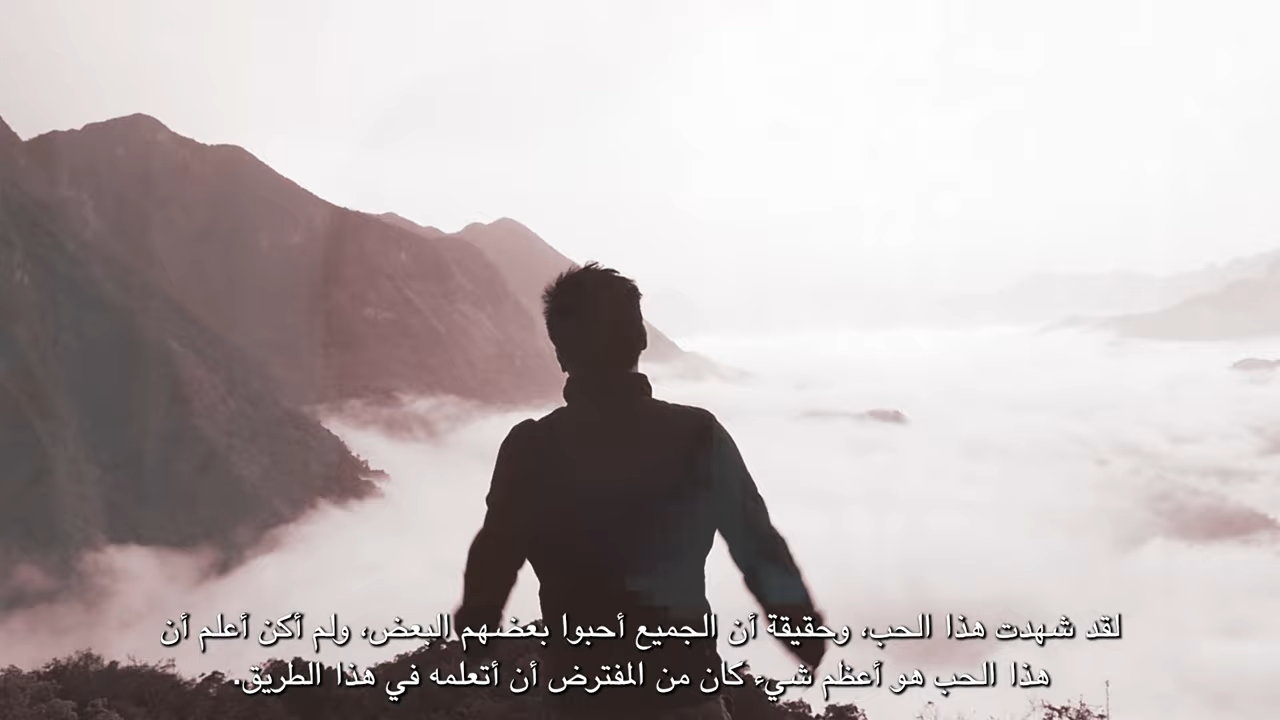 لقد شهدت هذا الحب، وحقيقة أن الجميع أحبوا بعضهم البعض، ولم أكن أعلم أن
هذا الحب هو أعظم شيء كان من المفترض أن أتعلمه في هذا الطريق.